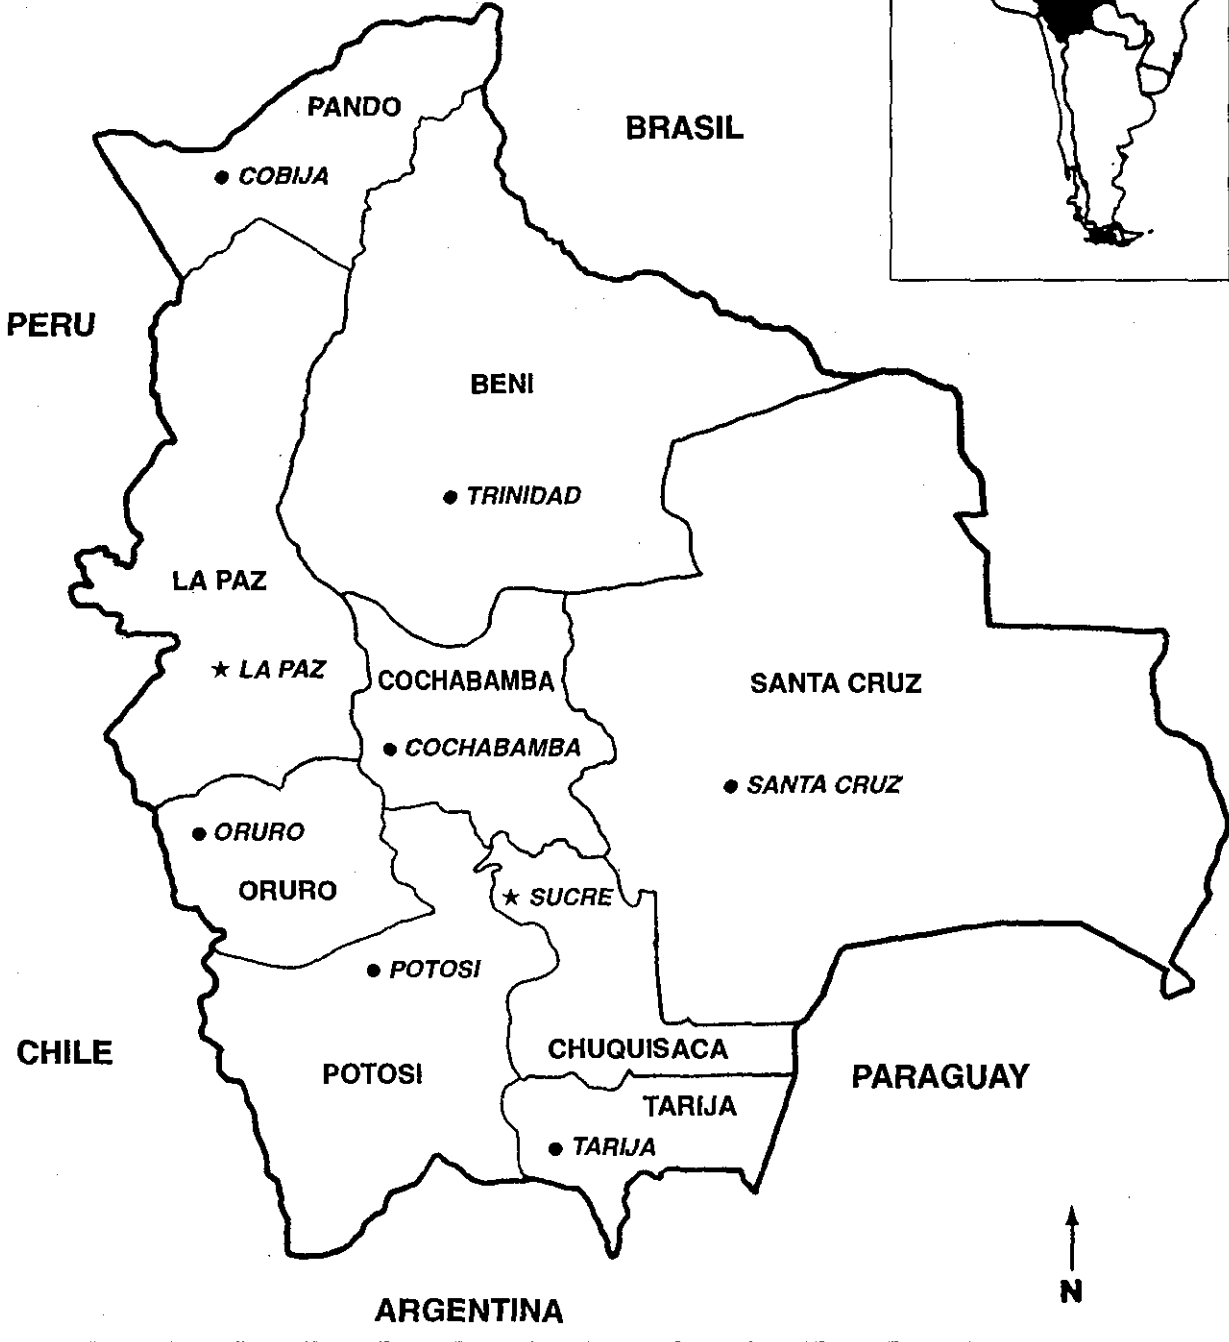 PANDO
BRASIL
COBIJA
PERU
BENI
TRINIDAD
LA PAZ
LA PAZ
COCHABAMBA
SANTA CRUZ
COCHABAMBA
SANTA CRUZ
ORURO
ORURO
SUCRE
POTOSI
CHILE
CHUQUISACA
POTOSI
PARAGUAY
TARIJA
TARIJA
N
ARGENTINA